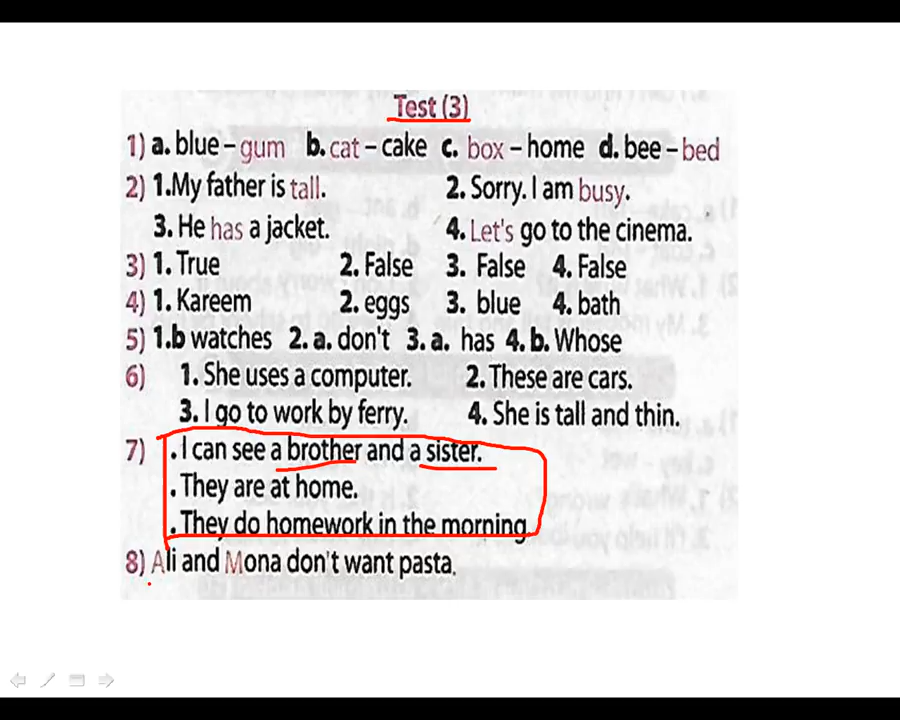 Test (3)
1) a. blue – gum b. cat – cake c. box – home d. bee – bed
2) 1. My father is tall. 2. Sorry. I am busy.
3. He has a jacket. 4. Let's go to the cinema.
3) 1. True 2. False 3. False 4. False
4) 1. Kareem 2. eggs 3. blue 4. bath
5) 1.b watches 2. a. don't 3. a. has 4. b. Whose
6) 1. She uses a computer. 2. These are cars.
3. I go to work by ferry. 4. She is tall and thin.
7) . I can see a brother and a sister.
. They are at home.
. They do homework in the morning.
8) Ali and Mona don't want pasta.